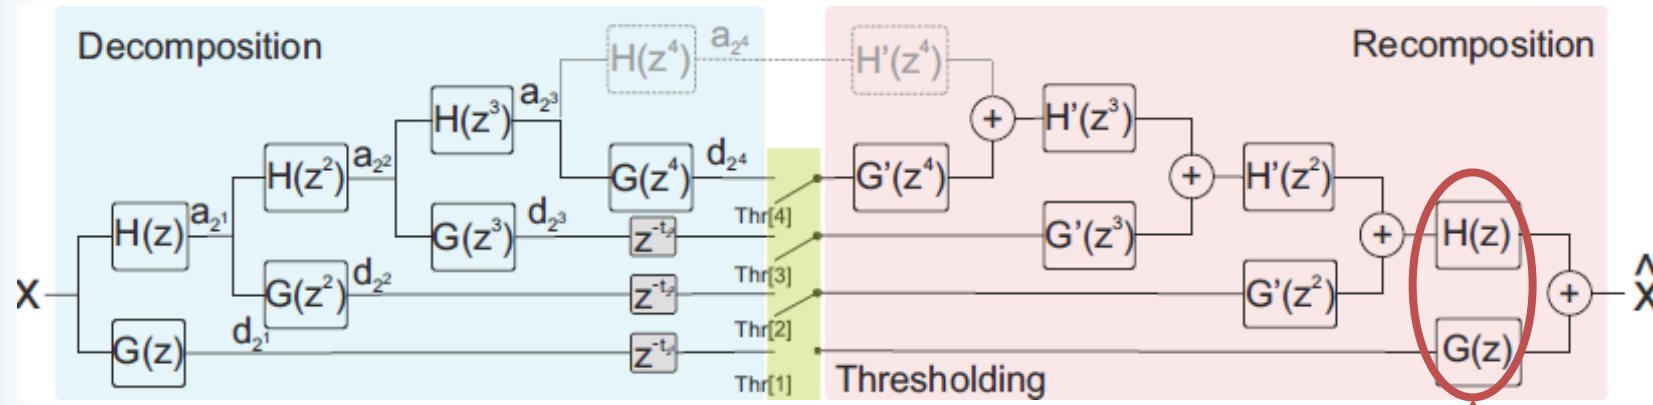 Decomposition
H(z⁴)
a₂⁴
H'(z⁴)
Recomposition
H(z³)
a₂³
+
H'(z³)
H(z²)
a₂²
G(z⁴)
d₂⁴
G'(z⁴)
+
H'(z²)
Thr[4]
H(z)
a₂¹
G(z³)
d₂³
z⁻ᵗ
G'(z³)
+
H(z)
Thr[3]
X
G(z²)
d₂²
z⁻ᵗ
G'(z²)
+
X̂
Thr[2]
G(z)
d₂¹
z⁻ᵗ
G(z)
Thr[1]
Thresholding